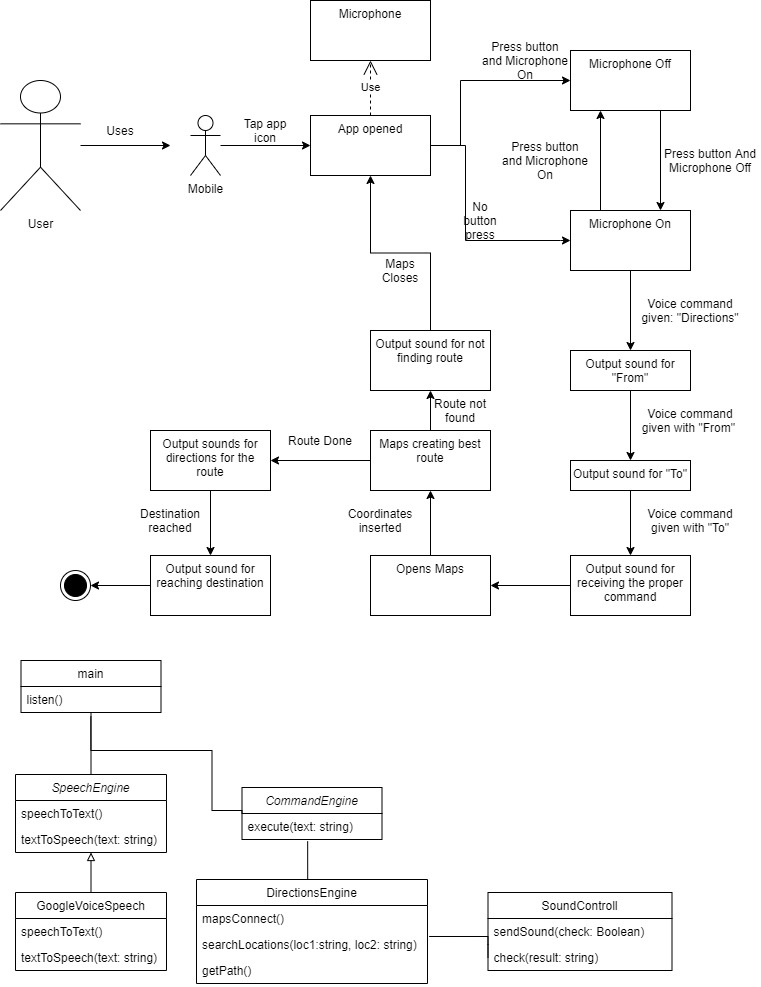 Microphone
Use
Uses
User
Mobile
Tap app
icon
App opened
Press button
and Microphone
On
No
button
press
Microphone Off
Press button
and Microphone
On
Press button And
Microphone Off
Microphone On
Voice command
given: "Directions"
Output sound for
"From"
Voice command
given with "From"
Output sound for "To"
Voice command
given with "To"
Output sound for
receiving the proper
command
Opens Maps
Coordinates
inserted
Maps creating best
route
Route not
found
Output sound for not
finding route
Maps
Closes
Route Done
Output sounds for
directions for the
route
Destination
reached
Output sound for
reaching destination
main
listen()
SpeechEngine
speechToText()
textToSpeech(text: string)
GoogleVoiceSpeech
speechToText()
textToSpeech(text: string)
CommandEngine
execute(text: string)
DirectionsEngine
mapsConnect()
searchLocations(loc1:string, loc2: string)
getPath()
SoundControll
sendSound(check: Boolean)
check(result: string)